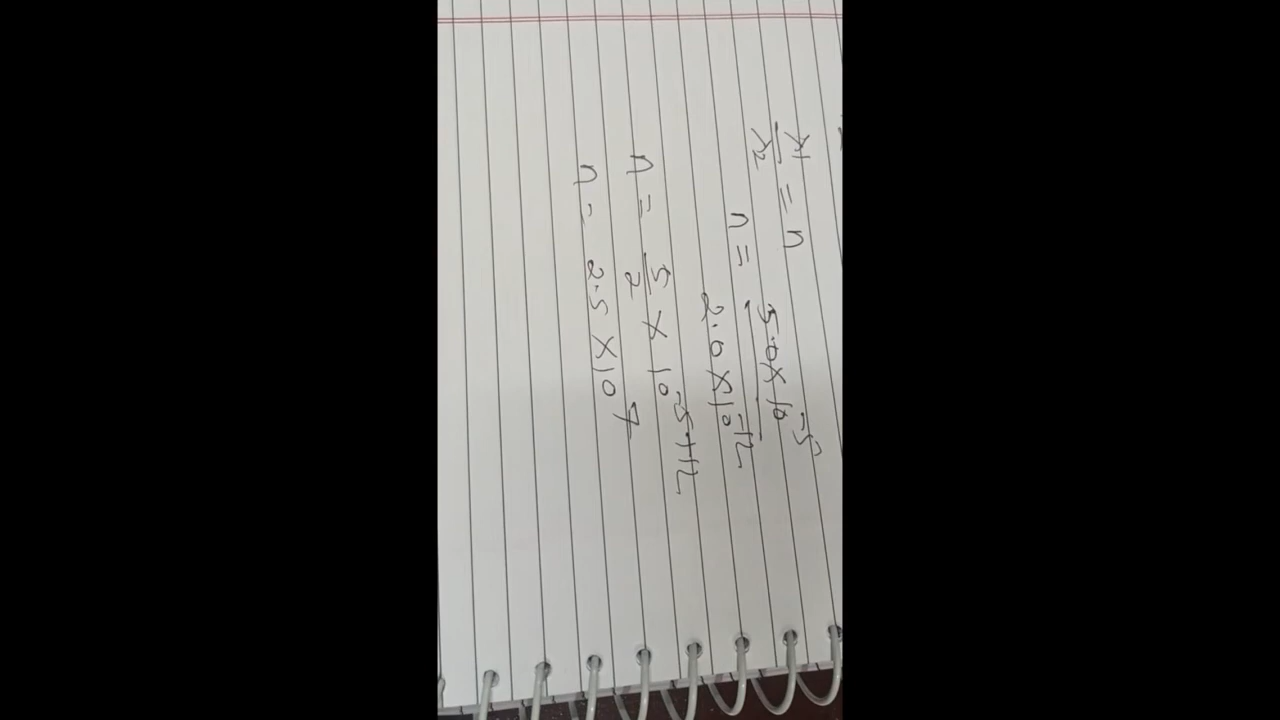 λ1/λ2 = n
n = 5.0×10^-5 / 2.0×10^-12
n = 5/2 × 10^-5+12
n = 2.5 × 10^7